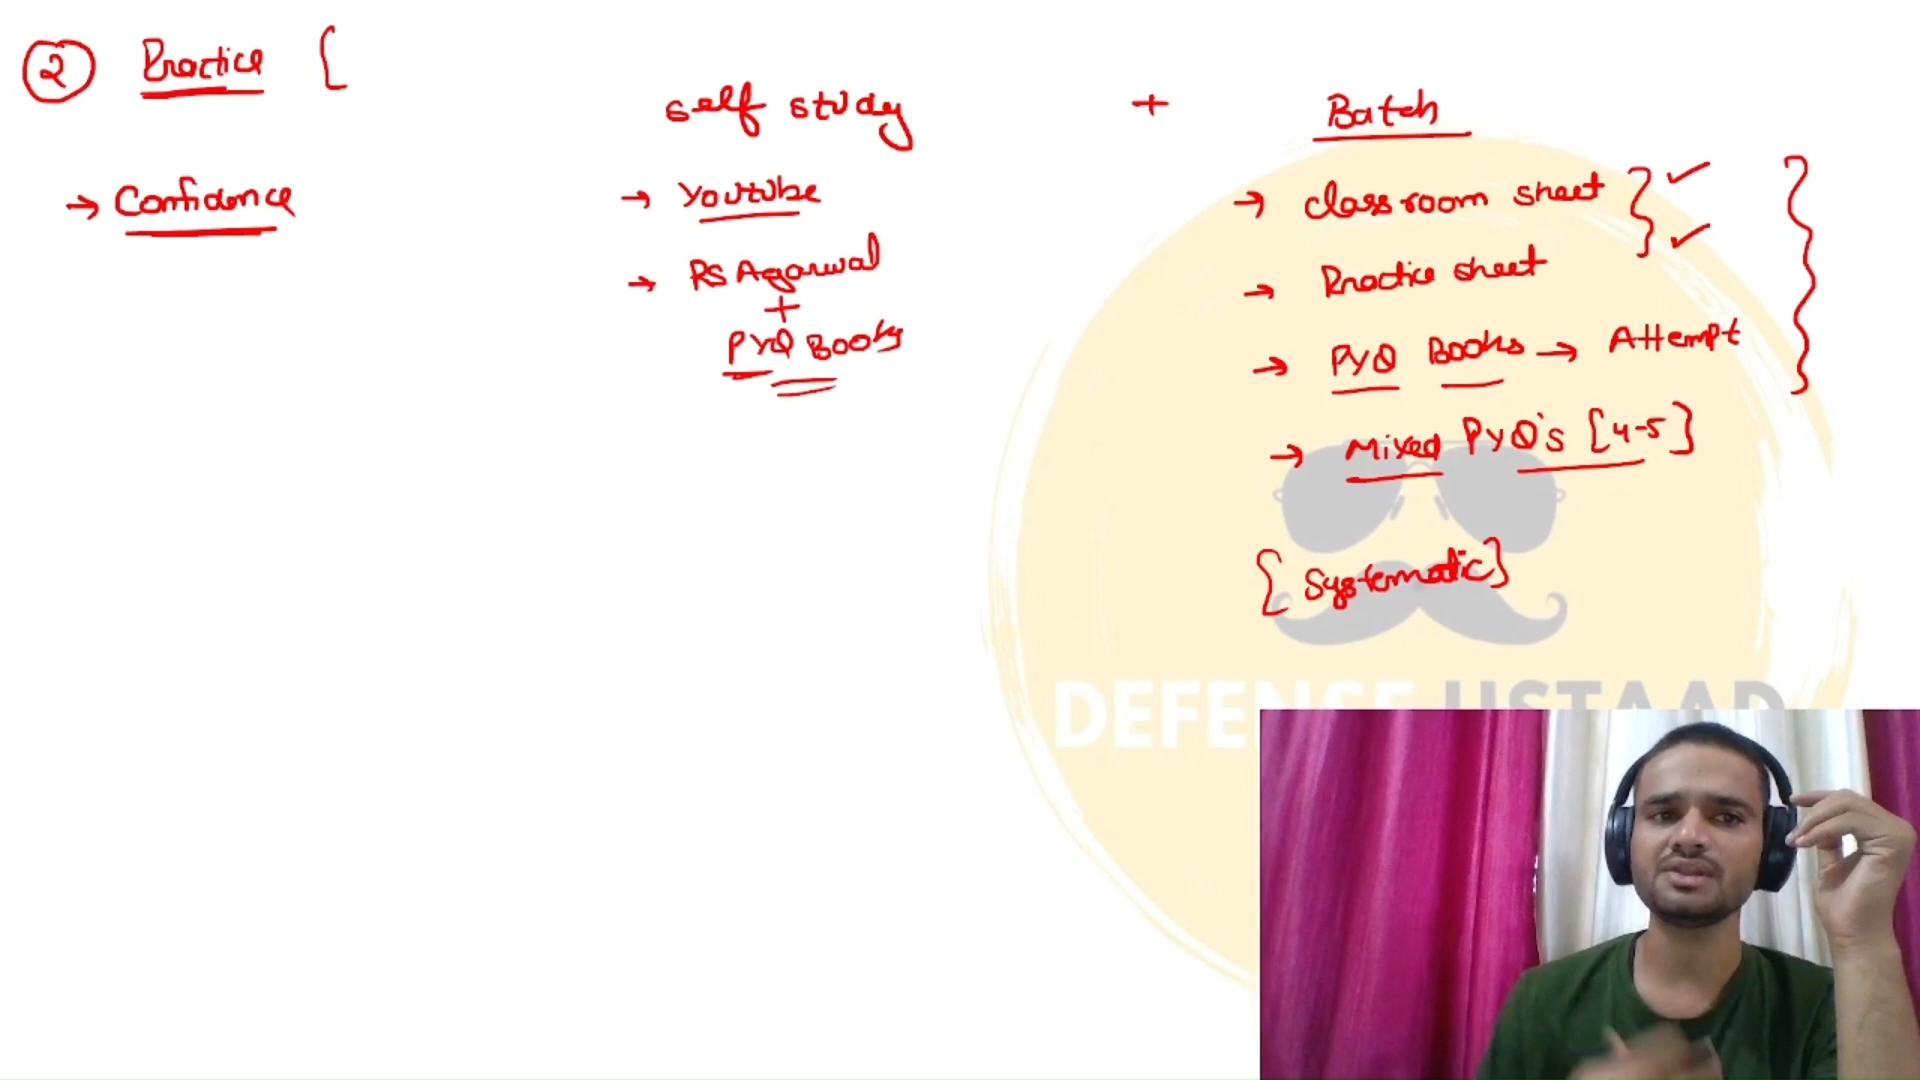 2 Practice [
self study + Batch
→ Confidence
→ Youtube
→ RS Agarwal
+
PYQ Books
→ classroom sheet
→ Practice sheet
→ PYQ Books → Attempt
→ Mixed PYQ's [4-5]
[Systematic]
DEFENSE USTAAD